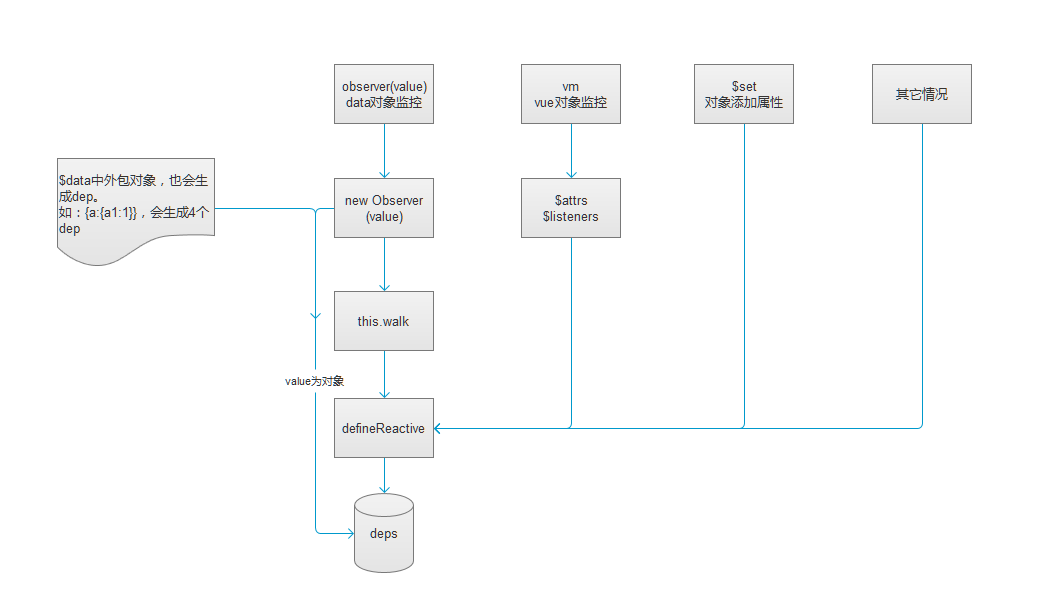 observer(value)
data对象监控
vm
vue对象监控
$set
对象添加属性
其它情况
$data中外包对象，也会生
成dep。
如：{a:{a1:1}}，会生成4个
dep
new Observer
(value)
$attrs
$listeners
this.walk
value为对象
defineReactive
deps